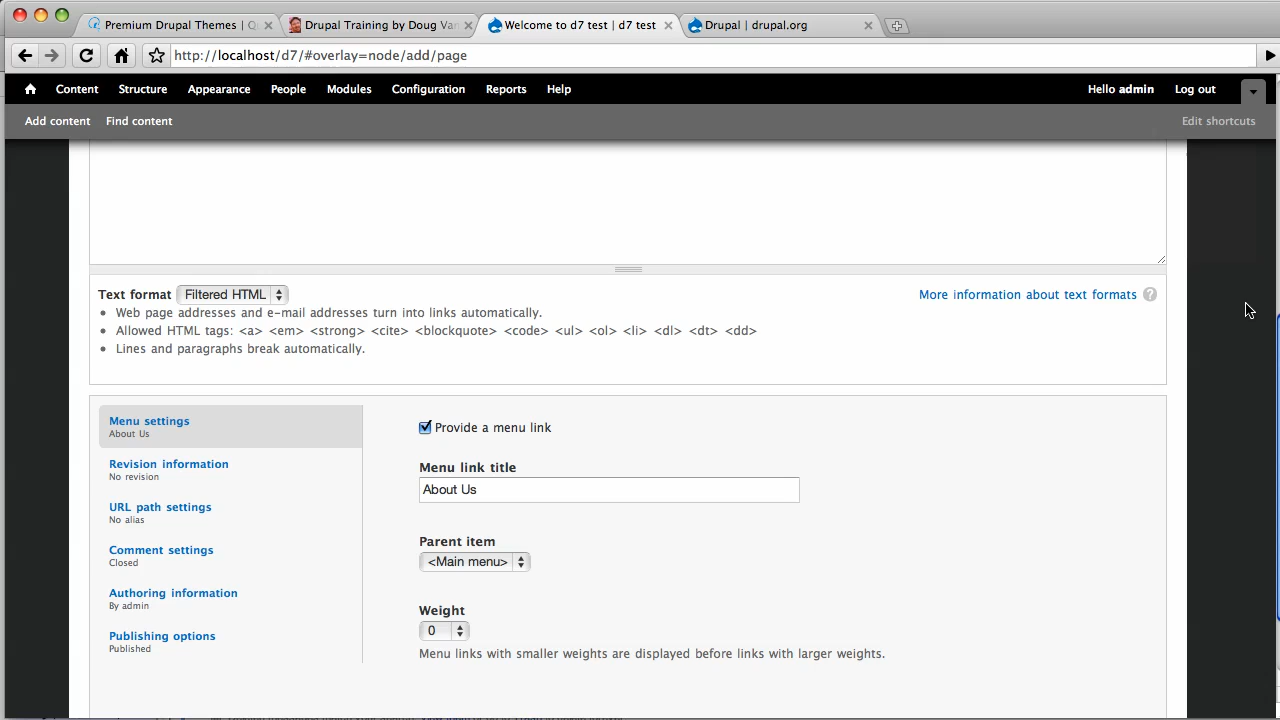 Premium Drupal Themes | Q
Drupal Training by Doug Van
Welcome to d7 test | d7 test
Drupal | drupal.org
http://localhost/d7/#overlay=node/add/page
Content Structure Appearance People Modules Configuration Reports Help Hello admin Log out
Add content Find content Edit shortcuts
Text format Filtered HTML More information about text formats ?
Web page addresses and e-mail addresses turn into links automatically.
Allowed HTML tags: <a> <em> <strong> <cite> <blockquote> <code> <ul> <ol> <li> <dl> <dt> <dd>
Lines and paragraphs break automatically.
Menu settings
About Us
Revision information
No revision
URL path settings
No alias
Comment settings
Closed
Authoring information
By admin
Publishing options
Published
Provide a menu link
Menu link title
About Us
Parent item
<Main menu>
Weight
0
Menu links with smaller weights are displayed before links with larger weights.